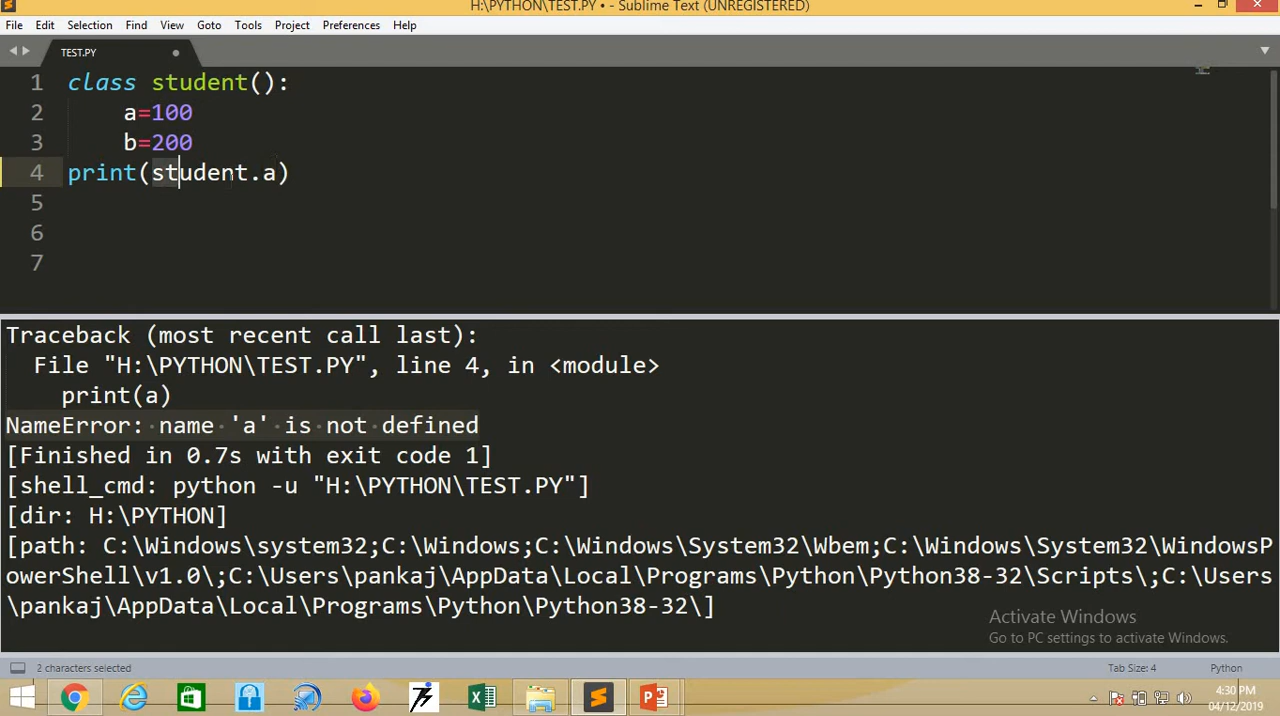 H:\PYTHON\TEST.PY • - Sublime Text (UNREGISTERED)
File Edit Selection Find View Goto Tools Project Preferences Help
TEST.PY
1 class student():
2 a=100
3 b=200
4 print(student.a)
5
6
7
Traceback (most recent call last):
File "H:\PYTHON\TEST.PY", line 4, in <module>
print(a)
NameError: name 'a' is not defined
[Finished in 0.7s with exit code 1]
[shell_cmd: python -u "H:\PYTHON\TEST.PY"]
[dir: H:\PYTHON]
[path: C:\Windows\system32;C:\Windows;C:\Windows\System32\Wbem;C:\Windows\System32\WindowsP
owerShell\v1.0\;C:\Users\pankaj\AppData\Local\Programs\Python\Python38-32\Scripts\;C:\Users
\pankaj\AppData\Local\Programs\Python\Python38-32\]
Activate Windows
Go to PC settings to activate Windows.
2 characters selected Tab Size: 4 Python
4:30 PM
04/12/2019